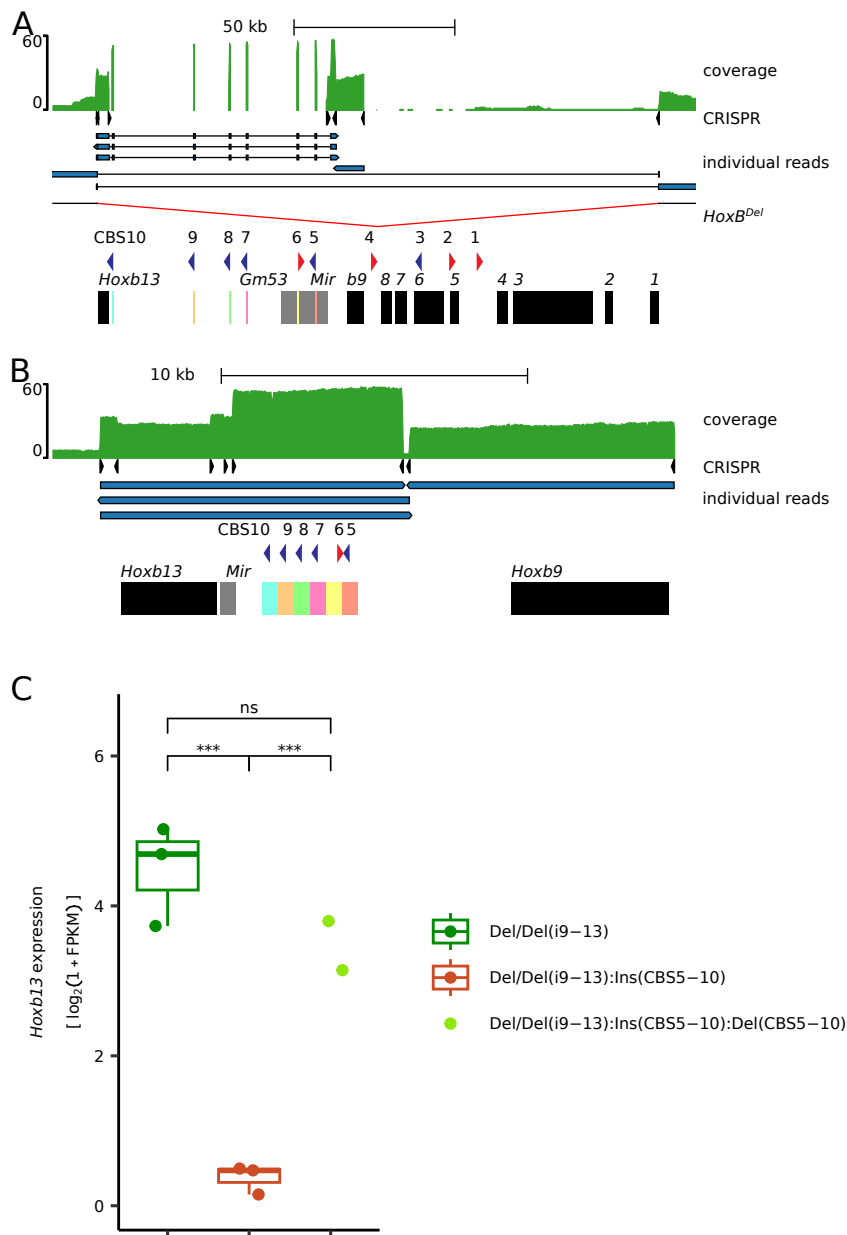 A
50 kb
60
0
coverage
CRISPR
individual reads
HoxB^Del
CBS10 9 8 7 6 5 4 3 2 1
Hoxb13 Gm53 Mir b9 8 7 6 5 4 3 2 1
B
10 kb
60
0
coverage
CRISPR
individual reads
CBS10 9 8 7 6 5
Hoxb13 Mir Hoxb9
C
ns
*** ***
6
4
2
0
Hoxb13 expression
[ log₂(1 + FPKM) ]
Del/Del(i9−13)
Del/Del(i9−13):Ins(CBS5−10)
Del/Del(i9−13):Ins(CBS5−10):Del(CBS5−10)